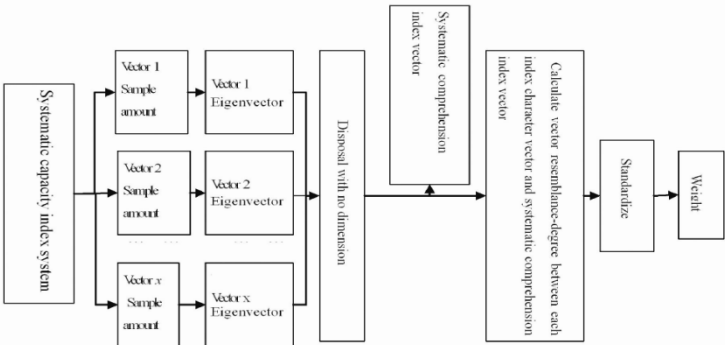 Systematic capacity index system
Vector 1
Sample
amount
Vector 1
Eigenvector
Vector 2
Sample
amount
Vector 2
Eigenvector
... ...
... ...
Vector x
Sample
amount
Vector x
Eigenvector
Disposal with no dimension
Systematic comprehension
index vector
Calculate vector resemblance-degree between each
index character vector and systematic comprehension
index vector
Standardize
Weight